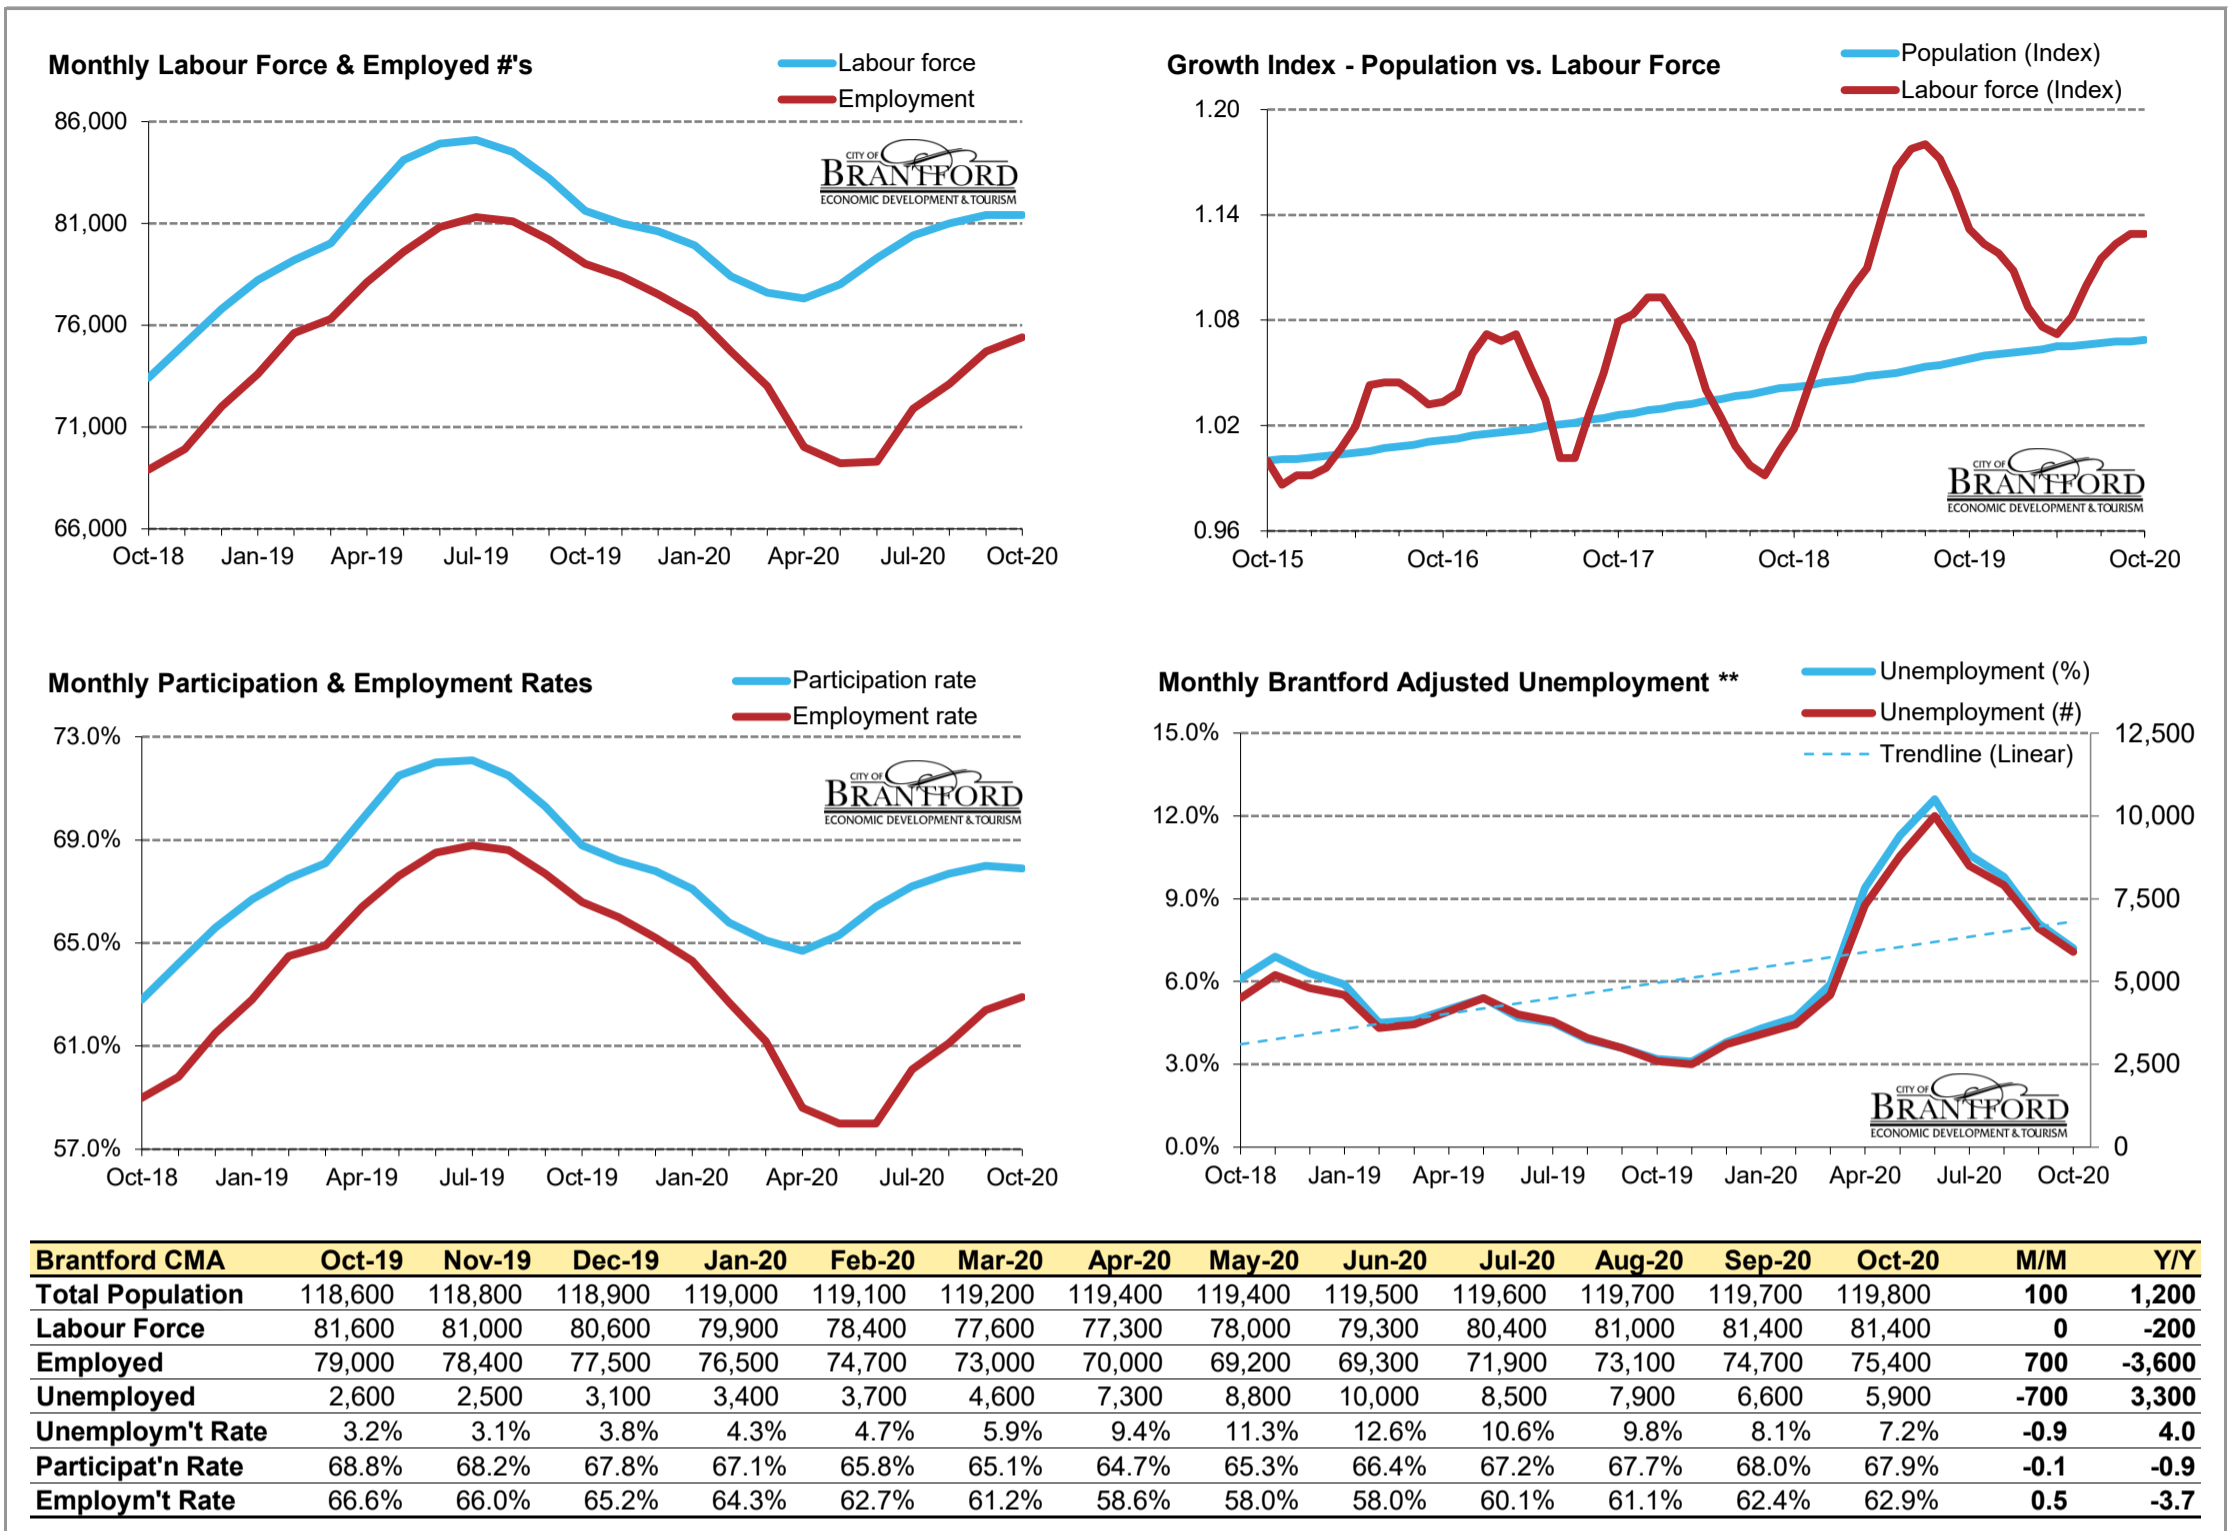 Monthly Labour Force & Employed #'s
Labour force
Employment
86,000
81,000
76,000
71,000
66,000
CITY OF
BRANTFORD
ECONOMIC DEVELOPMENT & TOURISM
Oct-18 Jan-19 Apr-19 Jul-19 Oct-19 Jan-20 Apr-20 Jul-20 Oct-20
Growth Index - Population vs. Labour Force
Population (Index)
Labour force (Index)
1.20
1.14
1.08
1.02
0.96
CITY OF
BRANTFORD
ECONOMIC DEVELOPMENT & TOURISM
Oct-15 Oct-16 Oct-17 Oct-18 Oct-19 Oct-20
Monthly Participation & Employment Rates
Participation rate
Employment rate
73.0%
69.0%
65.0%
61.0%
57.0%
CITY OF
BRANTFORD
ECONOMIC DEVELOPMENT & TOURISM
Oct-18 Jan-19 Apr-19 Jul-19 Oct-19 Jan-20 Apr-20 Jul-20 Oct-20
Monthly Brantford Adjusted Unemployment **
Unemployment (%)
Unemployment (#)
Trendline (Linear)
15.0% 12,500
12.0% 10,000
9.0% 7,500
6.0% 5,000
3.0% 2,500
0.0% 0
CITY OF
BRANTFORD
ECONOMIC DEVELOPMENT & TOURISM
Oct-18 Jan-19 Apr-19 Jul-19 Oct-19 Jan-20 Apr-20 Jul-20 Oct-20
Brantford CMA Oct-19 Nov-19 Dec-19 Jan-20 Feb-20 Mar-20 Apr-20 May-20 Jun-20 Jul-20 Aug-20 Sep-20 Oct-20 M/M Y/Y
Total Population 118,600 118,800 118,900 119,000 119,100 119,200 119,400 119,400 119,500 119,600 119,700 119,700 119,800 100 1,200
Labour Force 81,600 81,000 80,600 79,900 78,400 77,600 77,300 78,000 79,300 80,400 81,000 81,400 81,400 0 -200
Employed 79,000 78,400 77,500 76,500 74,700 73,000 70,000 69,200 69,300 71,900 73,100 74,700 75,400 700 -3,600
Unemployed 2,600 2,500 3,100 3,400 3,700 4,600 7,300 8,800 10,000 8,500 7,900 6,600 5,900 -700 3,300
Unemploym't Rate 3.2% 3.1% 3.8% 4.3% 4.7% 5.9% 9.4% 11.3% 12.6% 10.6% 9.8% 8.1% 7.2% -0.9 4.0
Participat'n Rate 68.8% 68.2% 67.8% 67.1% 65.8% 65.1% 64.7% 65.3% 66.4% 67.2% 67.7% 68.0% 67.9% -0.1 -0.9
Employm't Rate 66.6% 66.0% 65.2% 64.3% 62.7% 61.2% 58.6% 58.0% 58.0% 60.1% 61.1% 62.4% 62.9% 0.5 -3.7